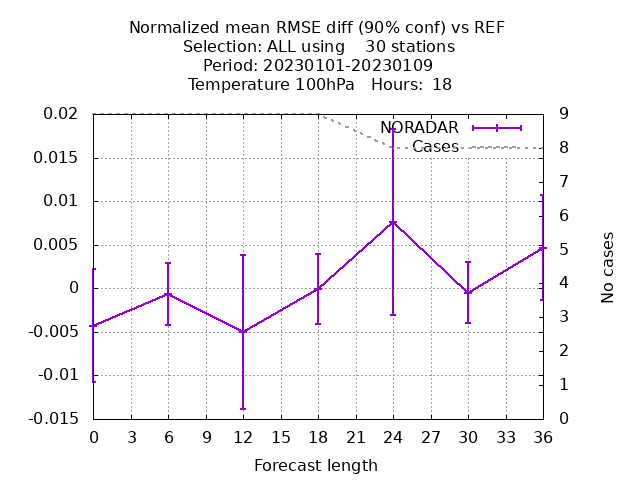 Normalized mean RMSE diff (90% conf) vs REF
Selection: ALL using 30 stations
Period: 20230101-20230109
Temperature 100hPa Hours: 18
NORADAR
Cases
0.02
0.015
0.01
0.005
0
-0.005
-0.01
-0.015
9
8
7
6
5
4
3
2
1
0
No cases
0 3 6 9 12 15 18 21 24 27 30 33 36
Forecast length